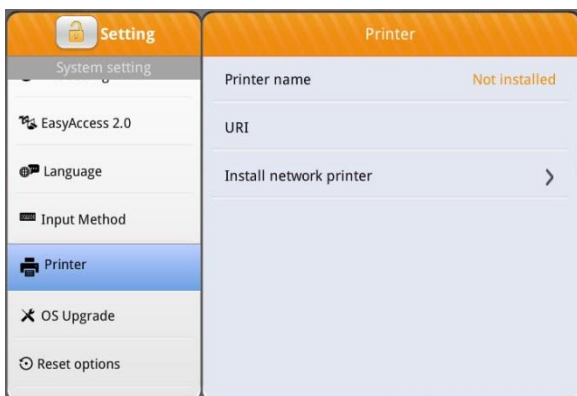 Setting
System setting
EasyAccess 2.0
Language
Input Method
Printer
OS Upgrade
Reset options
Printer
Printer name Not installed
URI
Install network printer